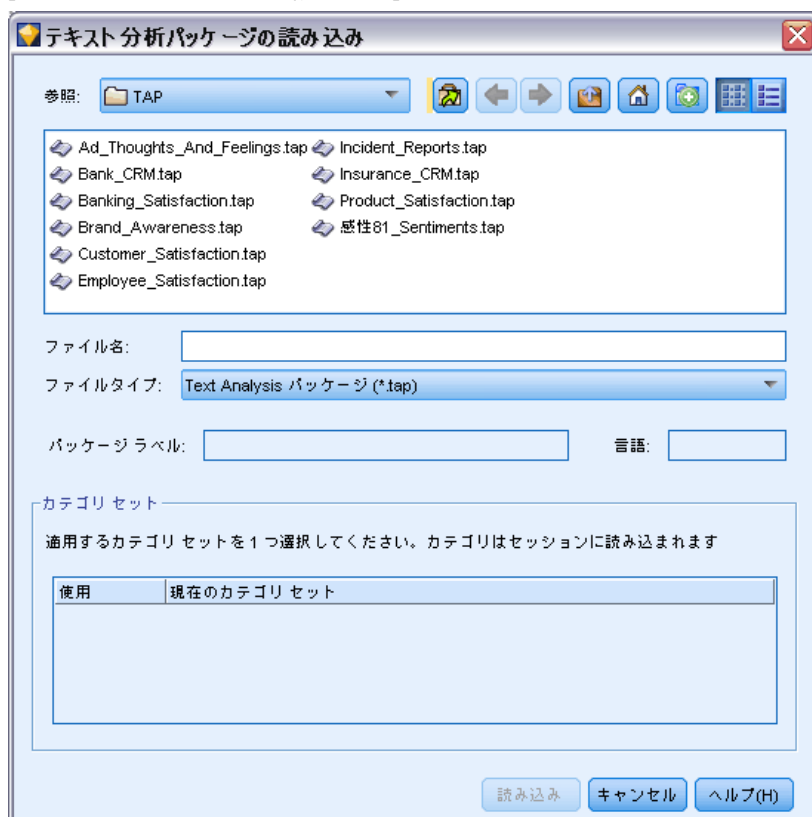 テキスト分析パッケージの読み込み
参照: TAP
Ad_Thoughts_And_Feelings.tap
Bank_CRM.tap
Banking_Satisfaction.tap
Brand_Awareness.tap
Customer_Satisfaction.tap
Employee_Satisfaction.tap
Incident_Reports.tap
Insurance_CRM.tap
Product_Satisfaction.tap
感性81_Sentiments.tap
ファイル名:
ファイルタイプ: Text Analysis パッケージ (*.tap)
パッケージ ラベル: 言語:
カテゴリ セット
適用するカテゴリ セットを1つ選択してください。カテゴリはセッションに読み込まれます
使用 現在のカテゴリ セット
読み込み キャンセル ヘルプ(H)